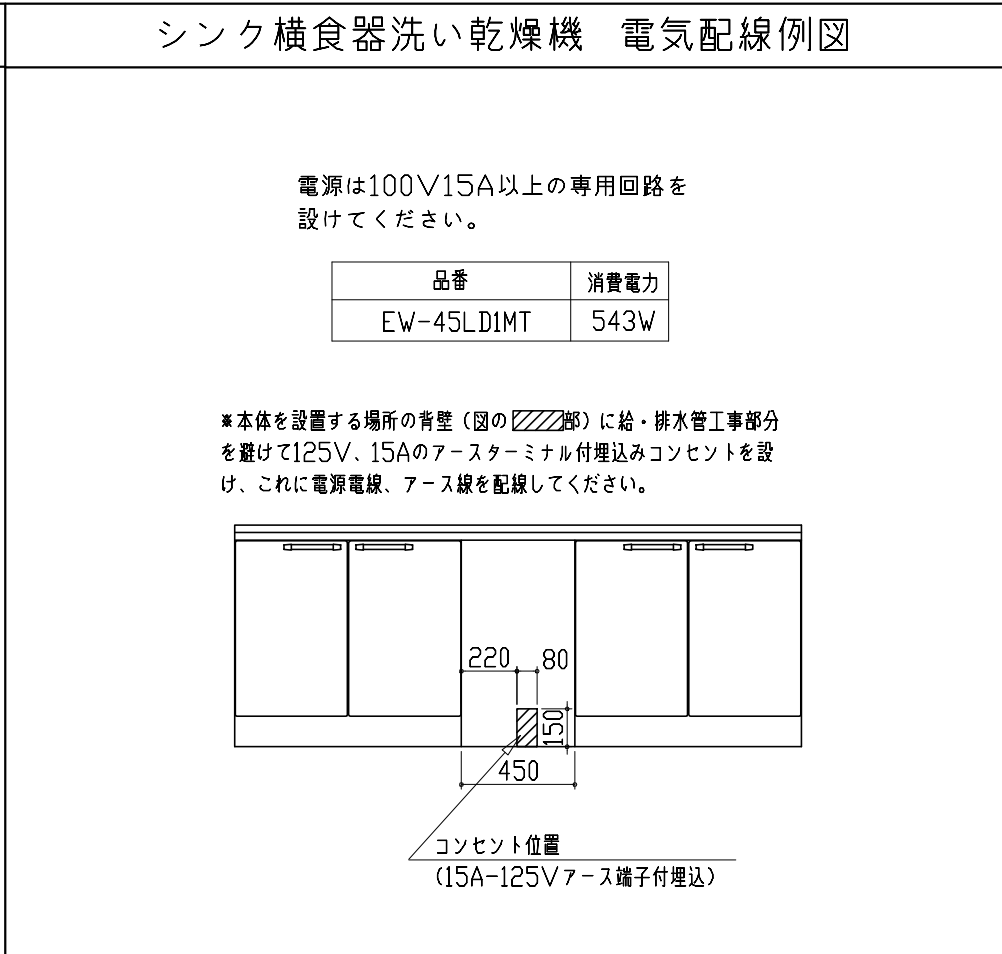 シンク横食器洗い乾燥機 電気配線例図
電源は100V15A以上の専用回路を
設けてください。
品番 消費電力
EW-45LD1MT 543W
※本体を設置する場所の背壁（図の 部）に給・排水管工事部分
を避けて125V、15Aのアースターミナル付埋込みコンセントを設
け、これに電源電線、アース線を配線してください。
220 80
150
450
コンセント位置
(15A-125Vアース端子付埋込)